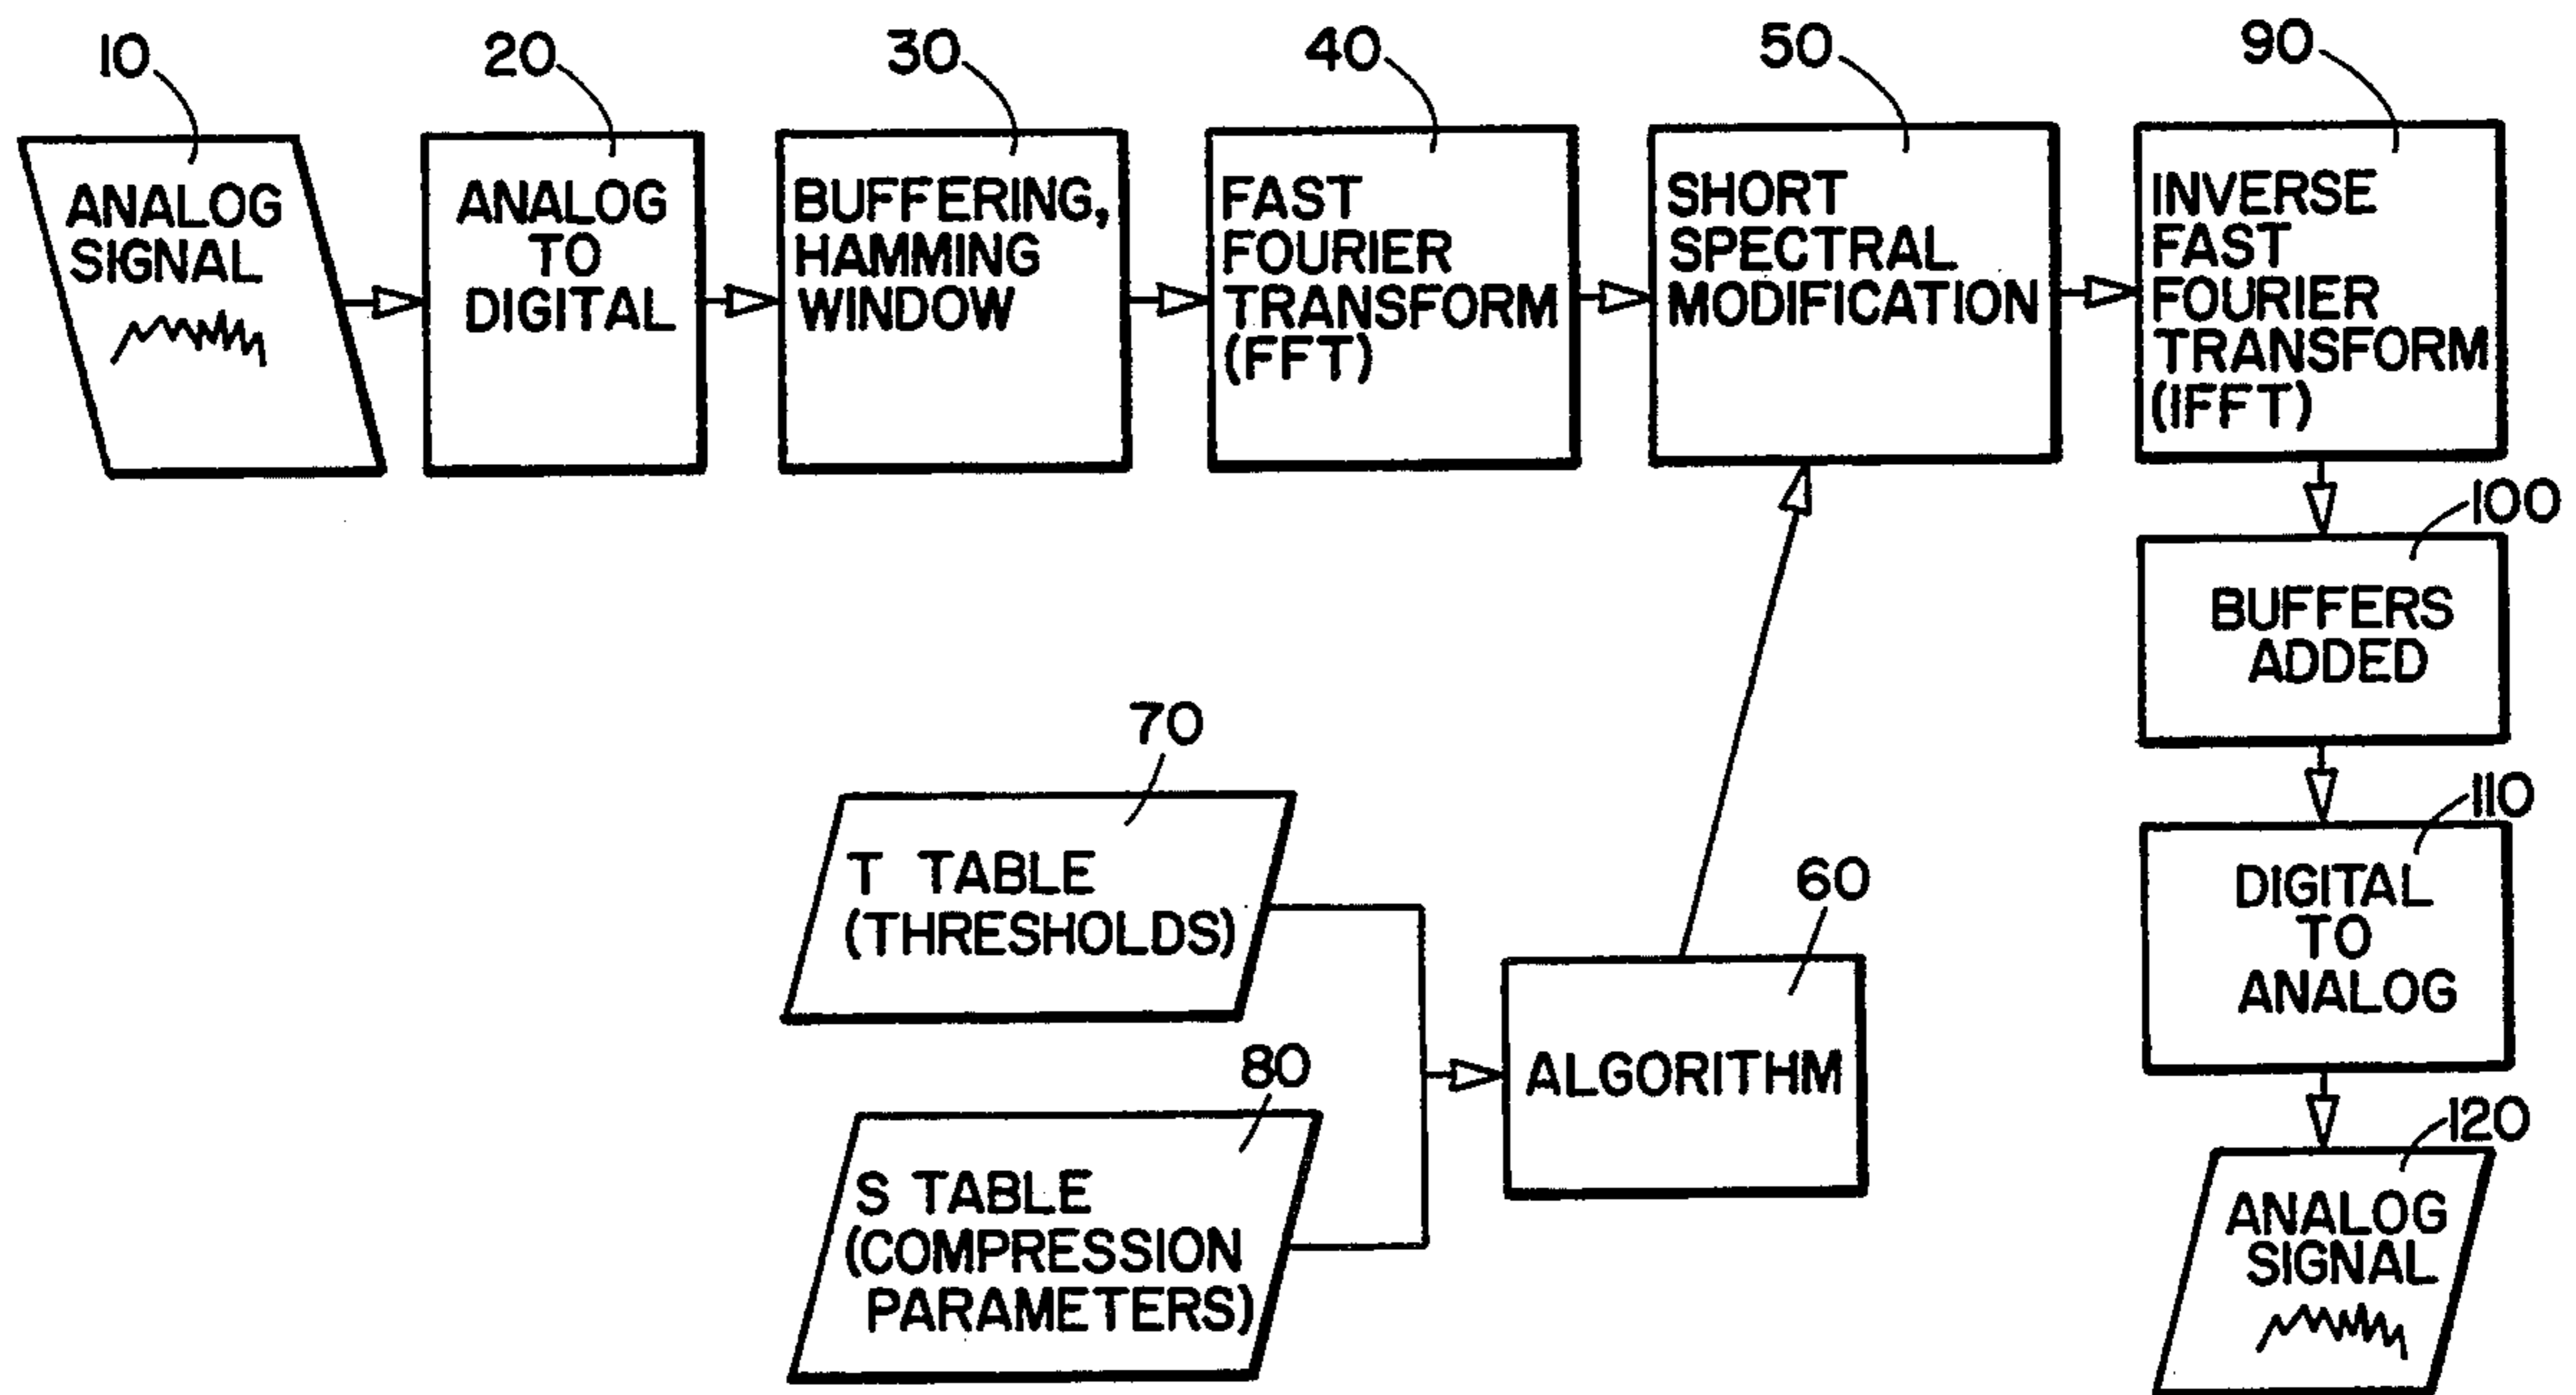 10
20
30
40
50
90
ANALOG
SIGNAL
ANALOG
TO
DIGITAL
BUFFERING,
HAMMING
WINDOW
FAST
FOURIER
TRANSFORM
(FFT)
SHORT
SPECTRAL
MODIFICATION
INVERSE
FAST
FOURIER
TRANSFORM
(IFFT)
100
BUFFERS
ADDED
70
T TABLE
(THRESHOLDS)
80
S TABLE
(COMPRESSION
PARAMETERS)
60
ALGORITHM
110
DIGITAL
TO
ANALOG
120
ANALOG
SIGNAL